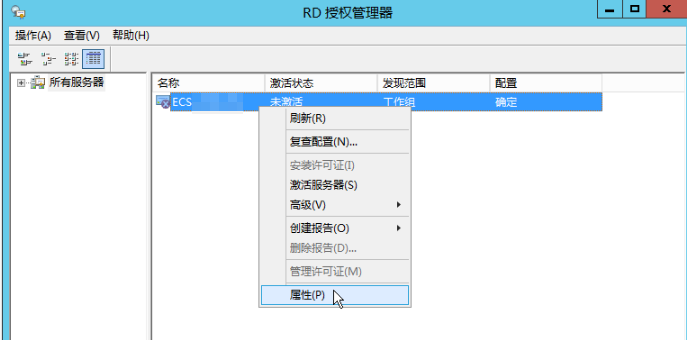 RD 授权管理器
操作(A) 查看(V) 帮助(H)
所有服务器
名称 激活状态 发现范围 配置
ECS 未激活 工作组 确定
刷新(R)
复查配置(N)...
安装许可证(I)
激活服务器(S)
高级(V)
创建报告(O)
删除报告(D)...
管理许可证(M)
属性(P)